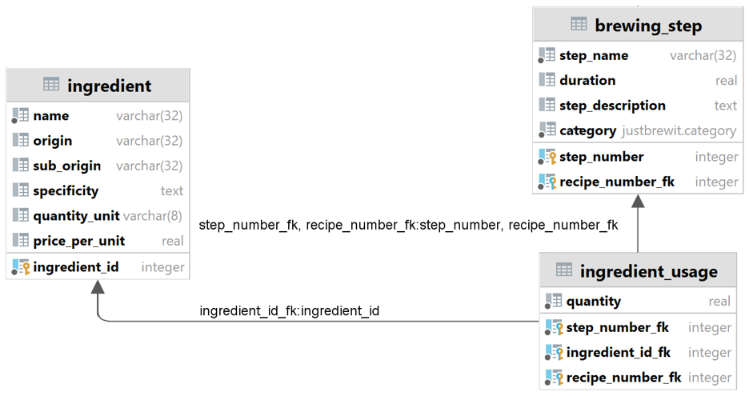 brewing_step
step_name varchar(32)
duration real
step_description text
category justbrewit.category
step_number integer
recipe_number_fk integer
ingredient
name varchar(32)
origin varchar(32)
sub_origin varchar(32)
specificity text
quantity_unit varchar(8)
price_per_unit real
ingredient_id integer
step_number_fk, recipe_number_fk:step_number, recipe_number_fk
ingredient_id_fk:ingredient_id
ingredient_usage
quantity real
step_number_fk integer
ingredient_id_fk integer
recipe_number_fk integer